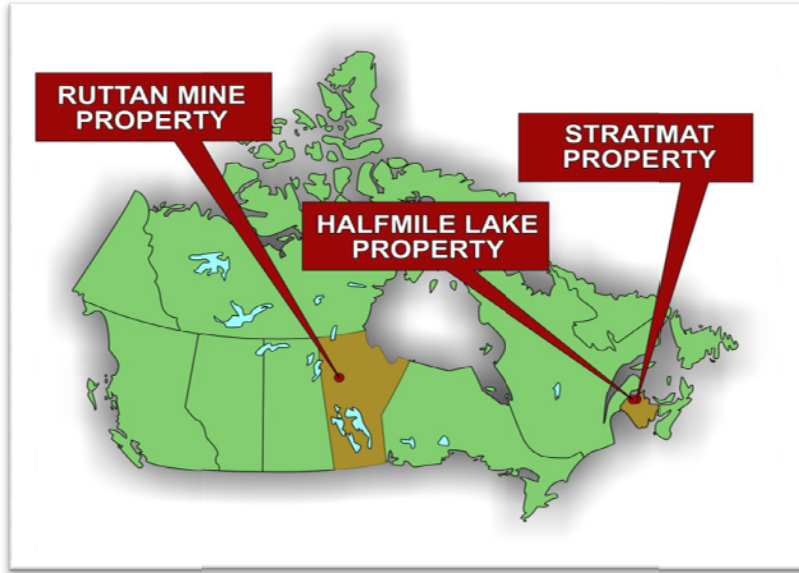 RUTTAN MINE
PROPERTY
STRATMAT
PROPERTY
HALFMILE LAKE
PROPERTY